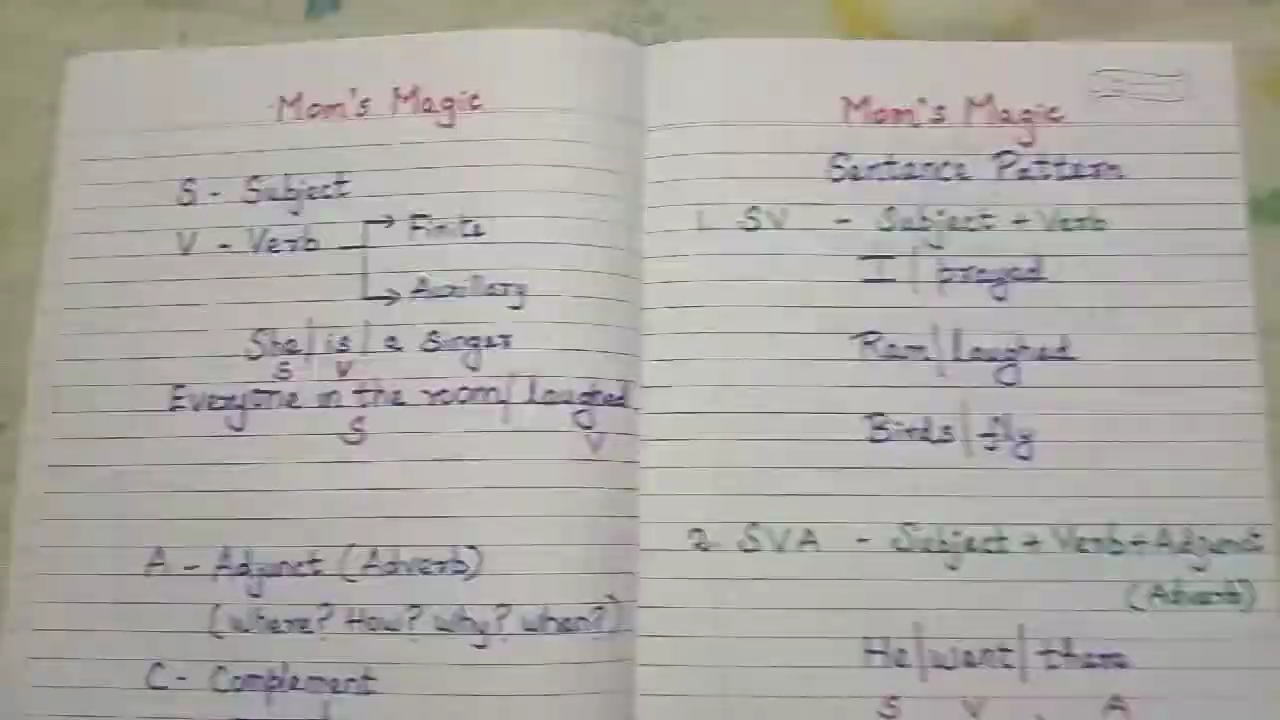 Mom's Magic
S - Subject
V - Verb → Finite
→ Auxillary
She | is | a singer
S V
Everyone in the room | laughed
S V
A - Adjunct (Adverb)
(where? How? why? when?)
C - Complement
Mom's Magic
Sentence Pattern
1. SV - Subject + Verb
I | prayed
Ram | laughed
Birds | fly
2. SVA - Subject + Verb + Adjunct
(Adverb)
He | went | there
S V A